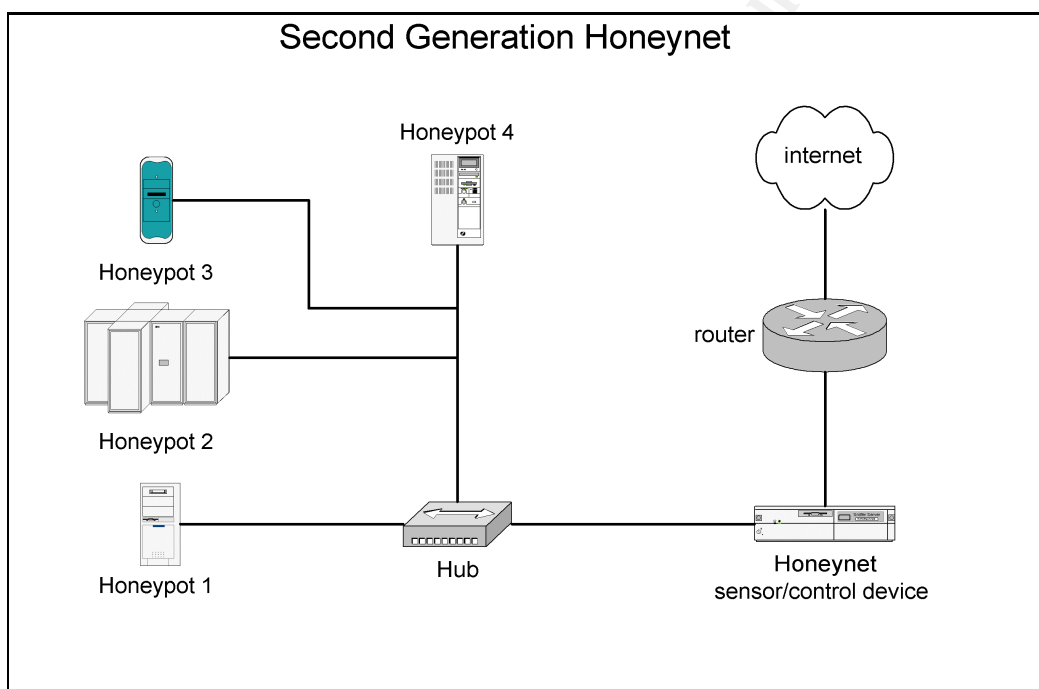 Second Generation Honeynet
Honeypot 4
internet
Honeypot 3
router
Honeypot 2
Honeypot 1
Hub
Honeynet
sensor/control device